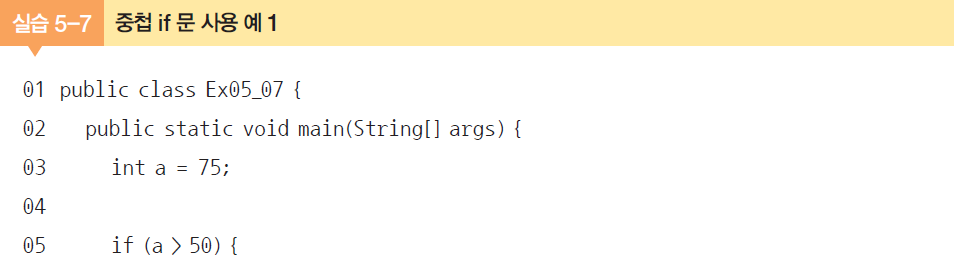 실습 5-7 중첩 if 문 사용 예 1
01 public class Ex05_07 {
02 public static void main(String[] args) {
03 int a = 75;
04
05 if (a > 50) {